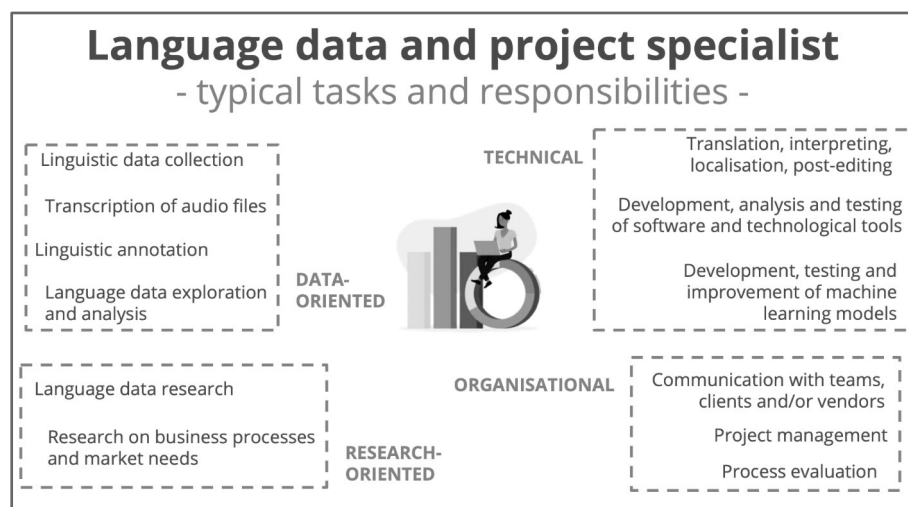 Language data and project specialist
- typical tasks and responsibilities -
Linguistic data collection
Transcription of audio files
Linguistic annotation
Language data exploration
and analysis
DATA-
ORIENTED
TECHNICAL
Translation, interpreting,
localisation, post-editing
Development, analysis and testing
of software and technological tools
Development, testing and
improvement of machine
learning models
Language data research
Research on business processes
and market needs
RESEARCH-
ORIENTED
ORGANISATIONAL
Communication with teams,
clients and/or vendors
Project management
Process evaluation